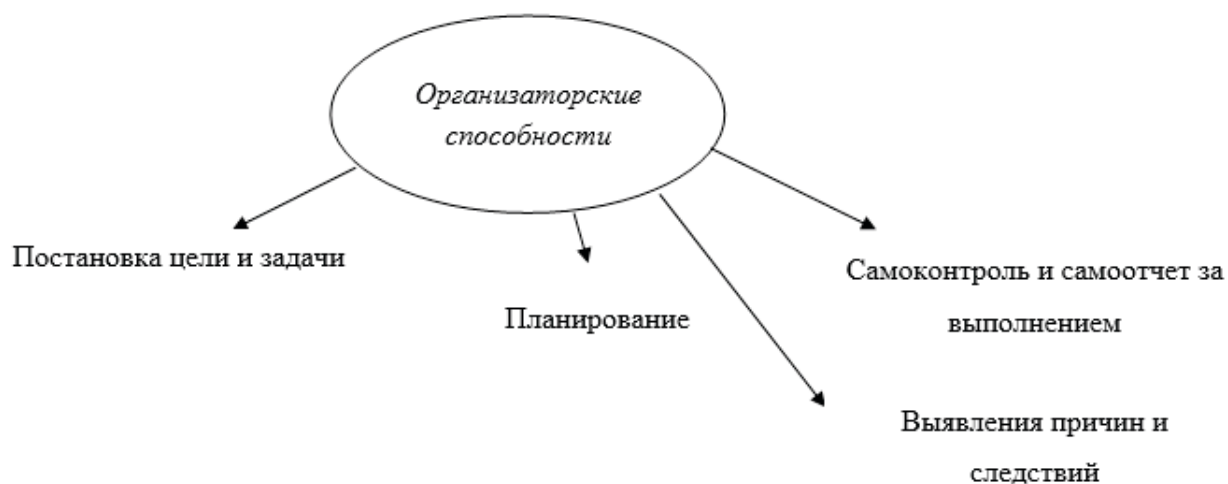 Организаторские
способности
Постановка цели и задачи
Планирование
Самоконтроль и самоотчет за
выполнением
Выявления причин и
следствий